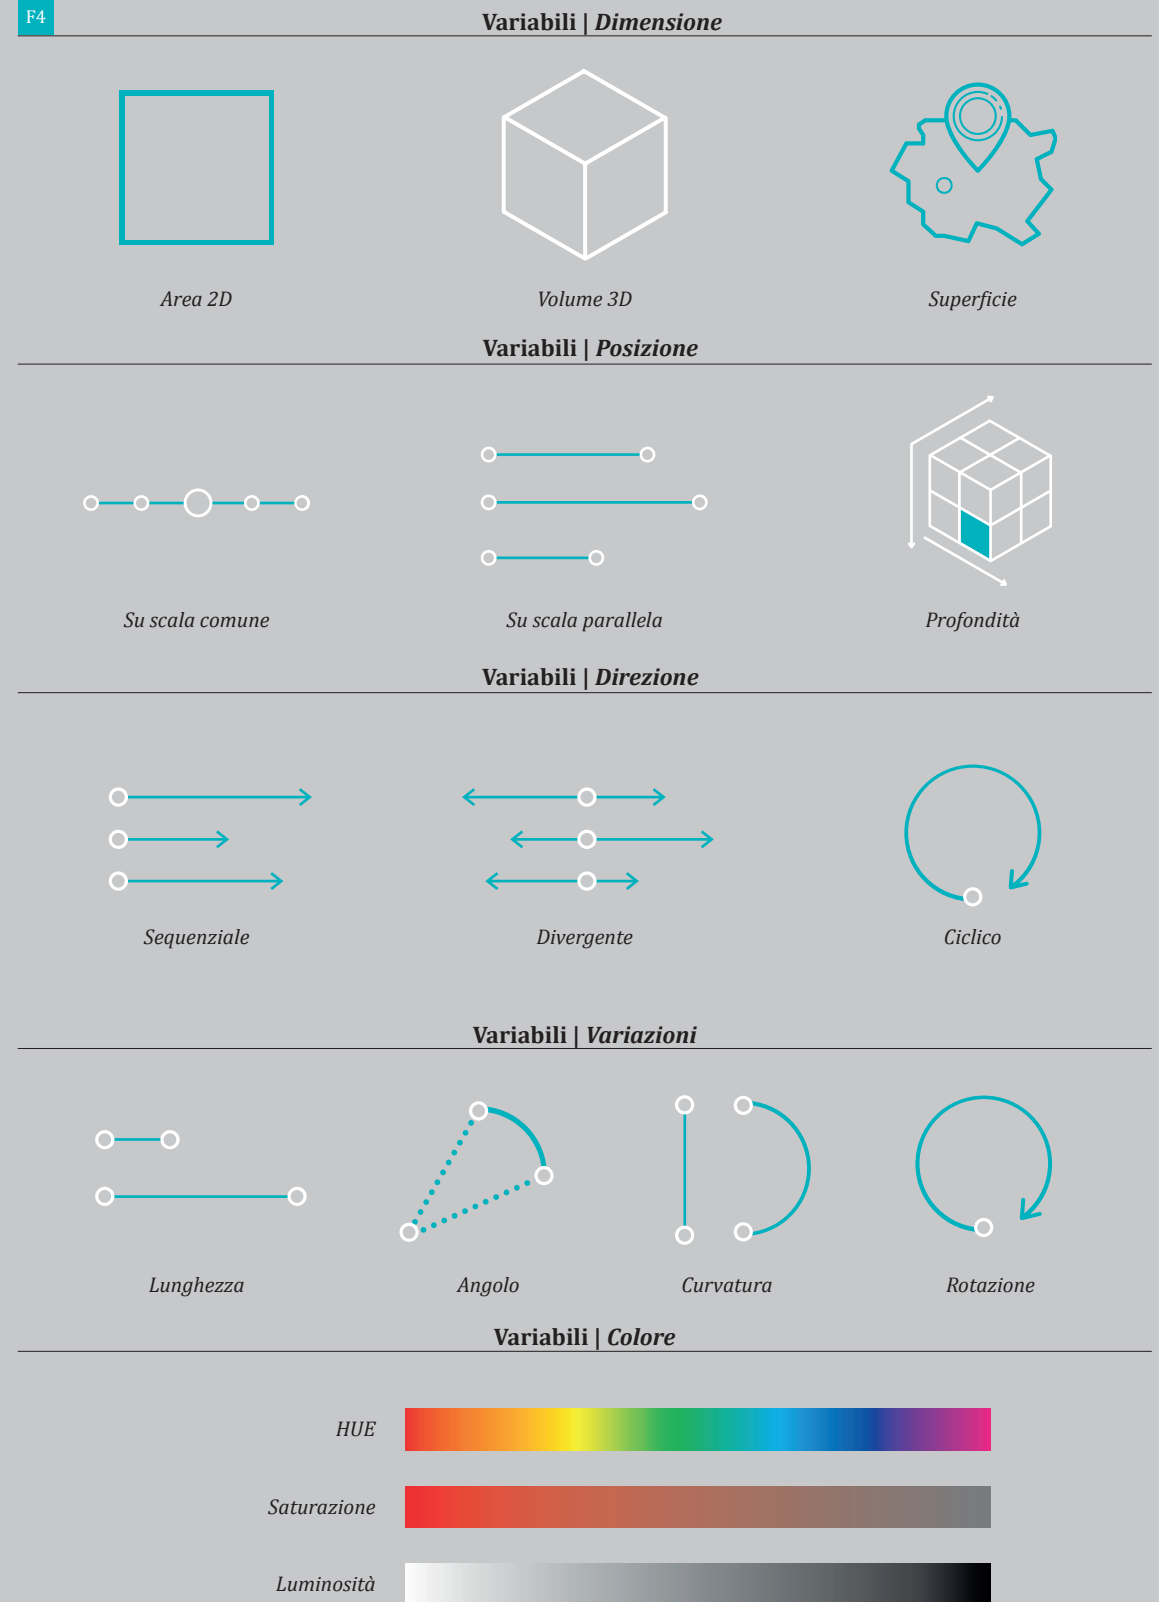 F4
Variabili | Dimensione
Area 2D
Volume 3D
Superficie
Variabili | Posizione
Su scala comune
Su scala parallela
Profondità
Variabili | Direzione
Sequenziale
Divergente
Ciclico
Variabili | Variazioni
Lunghezza
Angolo
Curvatura
Rotazione
Variabili | Colore
HUE
Saturazione
Luminosità